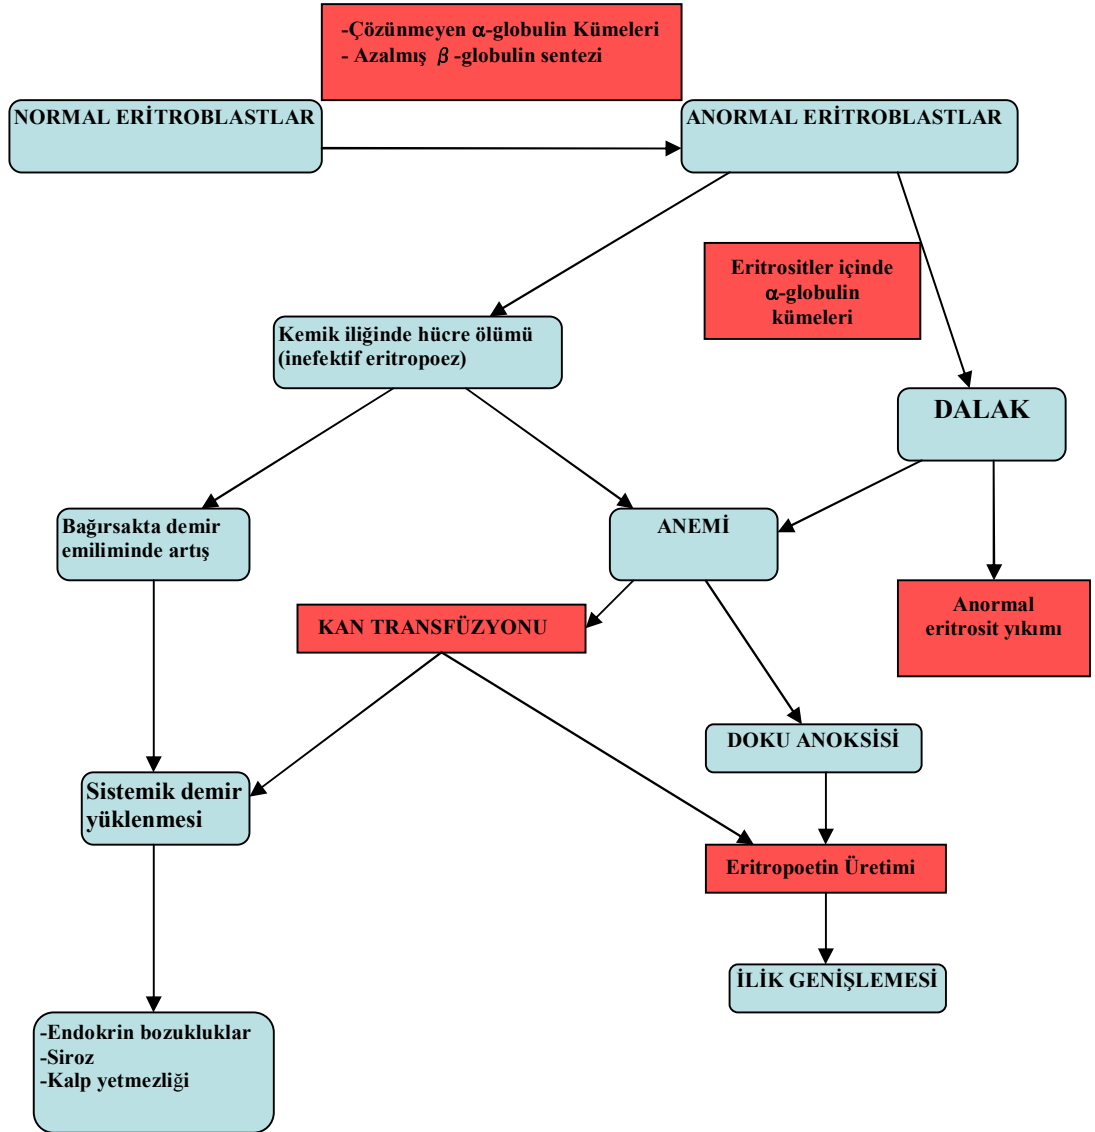 -Çözünmeyen α-globulin Kümeleri
- Azalmış β -globulin sentezi
NORMAL ERİTROBLASTLAR
ANORMAL ERİTROBLASTLAR
Eritrositler içinde
α-globulin
kümeleri
Kemik iliğinde hücre ölümü
(inefektif eritropoez)
DALAK
Bağırsakta demir
emiliminde artış
ANEMİ
Anormal
eritrosit yıkımı
KAN TRANSFÜZYONU
DOKU ANOKSİSİ
Sistemik demir
yüklenmesi
Eritropoetin Üretimi
İLİK GENİŞLEMESİ
-Endokrin bozukluklar
-Siroz
-Kalp yetmezliği